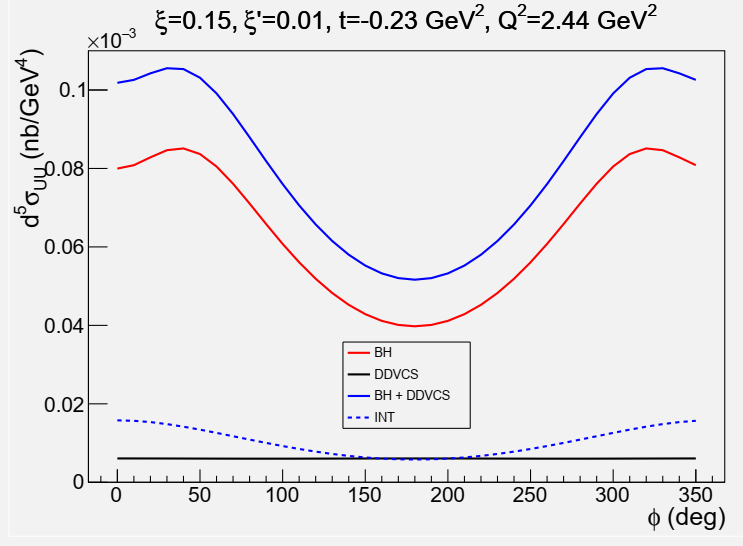 ξ=0.15, ξ'=0.01, t=-0.23 GeV², Q²=2.44 GeV²
×10⁻³
d⁵σ_UU (nb/GeV⁴)
0.1
0.08
0.06
0.04
0.02
0
BH
DDVCS
BH + DDVCS
INT
0 50 100 150 200 250 300 350
ϕ (deg)